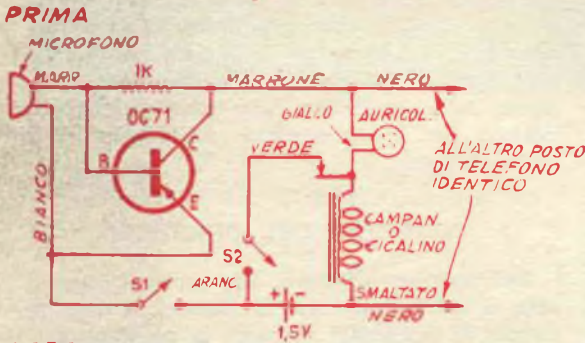 PRIMA
MICROFONO
MARR
1K
MARRONE
NERO
OC71
GIALLO
AURICOL.
B
C
E
VERDE
ALL'ALTRO POSTO
DI TELEFONO
IDENTICO
BIANCO
CAMPAN.
O
CICALINO
S2
S1
ARANC
+ -
1,5V.
SMALTATO
NERO